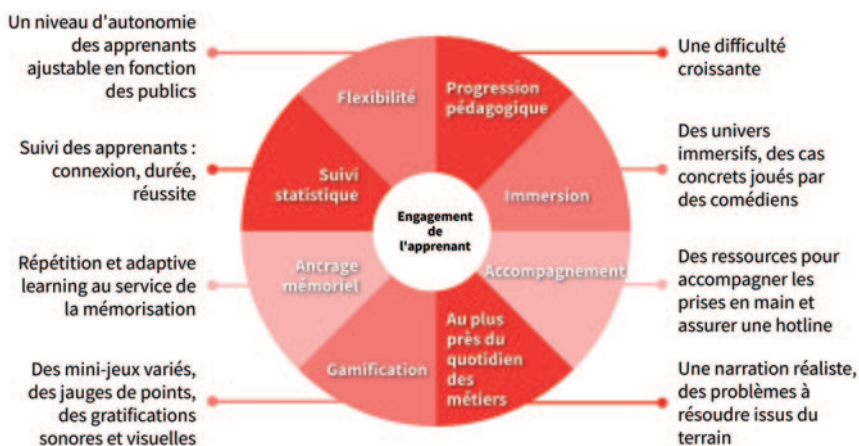 Un niveau d'autonomie
des apprenants
ajustable en fonction
des publics
Suivi des apprenants :
connexion, durée,
réussite
Répétition et adaptive
learning au service de
la mémorisation
Des mini-jeux variés,
des jauges de points,
des gratifications
sonores et visuelles
Flexibilité
Progression
pédagogique
Suivi
statistique
Immersion
Engagement
de
l'apprenant
Ancrage
mémoriel
Accompagnement
Gamification
Au plus
près du
quotidien
des
métiers
Une difficulté
croissante
Des univers
immersifs, des cas
concrets joués par
des comédiens
Des ressources pour
accompagner les
prises en main et
assurer une hotline
Une narration réaliste,
des problèmes à
résoudre issus du
terrain